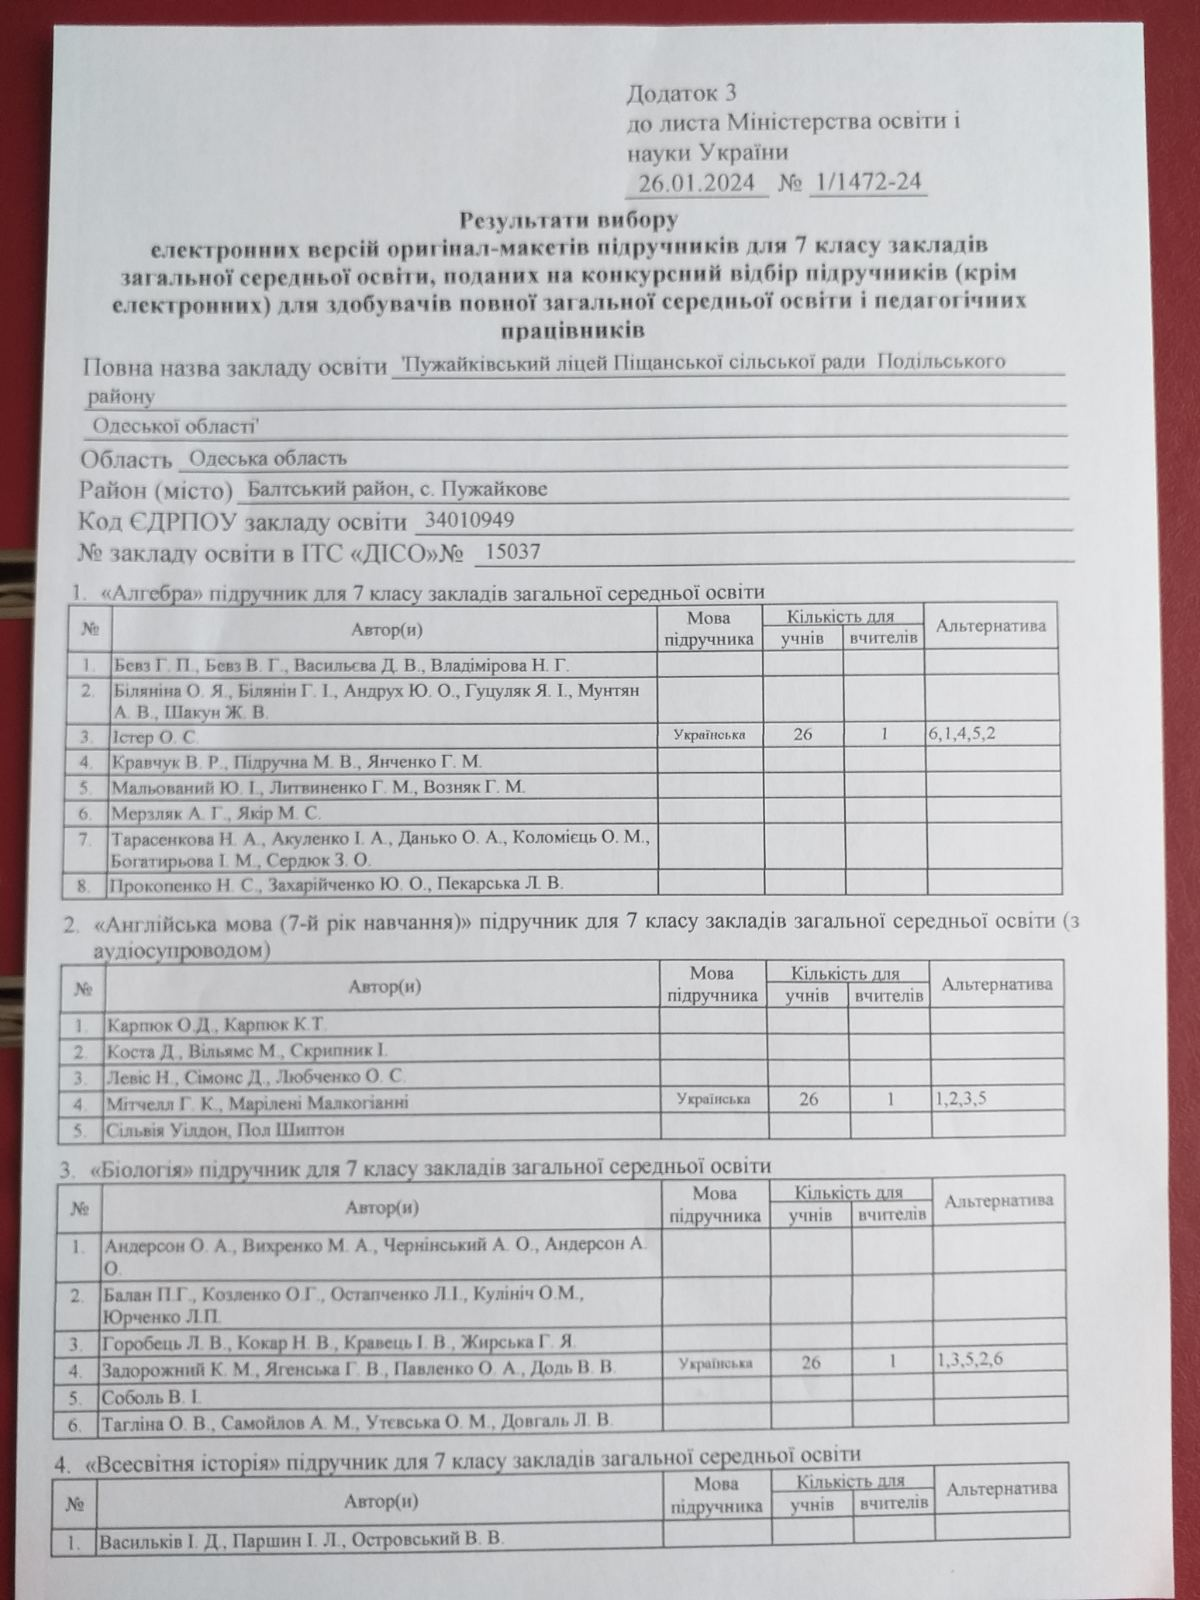 Додаток 3
до листа Міністерства освіти і
науки України
26.01.2024 № 1/1472-24
Результати вибору
електронних версій оригінал-макетів підручників для 7 класу закладів
загальної середньої освіти, поданих на конкурсний відбір підручників (крім
електронних) для здобувачів повної загальної середньої освіти і педагогічних
працівників
Повна назва закладу освіти 'Пужайківський ліцей Піщанської сільської ради Подільського
району
Одеської області'
Область Одеська область
Район (місто) Балтський район, с. Пужайкове
Код ЄДРПОУ закладу освіти 34010949
№ закладу освіти в ІТС «ДІСО»№ 15037
1. «Алгебра» підручник для 7 класу закладів загальної середньої освіти
№ Автор(и) Мова підручника Кількість для учнів вчителів Альтернатива
1. Бевз Г. П., Бевз В. Г., Васильєва Д. В., Владімірова Н. Г.
2. Біляніна О. Я., Білянін Г. І., Андрух Ю. О., Гуцуляк Я. І., Мунтян
А. В., Шакун Ж. В.
3. Істер О. С. Українська 26 1 6,1,4,5,2
4. Кравчук В. Р., Підручна М. В., Янченко Г. М.
5. Мальований Ю. І., Литвиненко Г. М., Возняк Г. М.
6. Мерзляк А. Г., Якір М. С.
7. Тарасенкова Н. А., Акуленко І. А., Данько О. А., Коломієць О. М.,
Богатирьова І. М., Сердюк З. О.
8. Прокопенко Н. С., Захарійченко Ю. О., Пекарська Л. В.
2. «Англійська мова (7-й рік навчання)» підручник для 7 класу закладів загальної середньої освіти (з
аудіосупроводом)
№ Автор(и) Мова підручника Кількість для учнів вчителів Альтернатива
1. Карпюк О.Д., Карпюк К.Т.
2. Коста Д., Вільямс М., Скрипник І.
3. Левіс Н., Сімонс Д., Любченко О. С.
4. Мітчелл Г. К., Марілені Малкогіанні Українська 26 1 1,2,3,5
5. Сільвія Уілдон, Пол Шиптон
3. «Біологія» підручник для 7 класу закладів загальної середньої освіти
№ Автор(и) Мова підручника Кількість для учнів вчителів Альтернатива
1. Андерсон О. А., Вихренко М. А., Чернінський А. О., Андерсон А.
О.
2. Балан П.Г., Козленко О.Г., Остапченко Л.І., Кулініч О.М.,
Юрченко Л.П.
3. Горобець Л. В., Кокар Н. В., Кравець І. В., Жирська Г. Я.
4. Задорожний К. М., Ягенська Г. В., Павленко О. А., Додь В. В. Українська 26 1 1,3,5,2,6
5. Соболь В. І.
6. Тагліна О. В., Самойлов А. М., Утєвська О. М., Довгаль Л. В.
4. «Всесвітня історія» підручник для 7 класу закладів загальної середньої освіти
№ Автор(и) Мова підручника Кількість для учнів вчителів Альтернатива
1. Васильків І. Д., Паршин І. Л., Островський В. В.